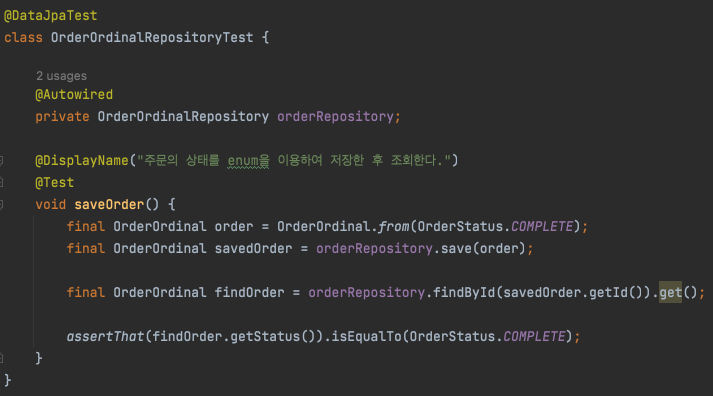 @DataJpaTest
class OrderOrdinalRepositoryTest {
2 usages
@Autowired
private OrderOrdinalRepository orderRepository;
@DisplayName("주문의 상태를 enum을 이용하여 저장한 후 조회한다.")
@Test
void saveOrder() {
final OrderOrdinal order = OrderOrdinal.from(OrderStatus.COMPLETE);
final OrderOrdinal savedOrder = orderRepository.save(order);
final OrderOrdinal findOrder = orderRepository.findById(savedOrder.getId()).get();
assertThat(findOrder.getStatus()).isEqualTo(OrderStatus.COMPLETE);
}
}